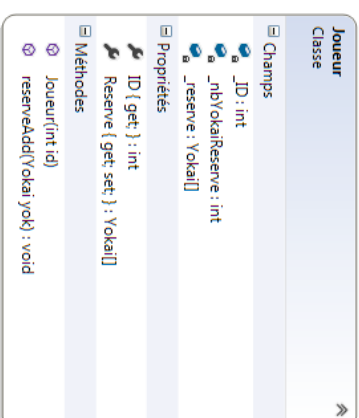 Joueur
Classe
Champs
_ID : int
_nbYokaiReserve : int
_reserve : Yokai[]
Propriétés
ID { get; } : int
Reserve { get; set; } : Yokai[]
Méthodes
Joueur(int id)
reserveAdd(Yokai yok) : void